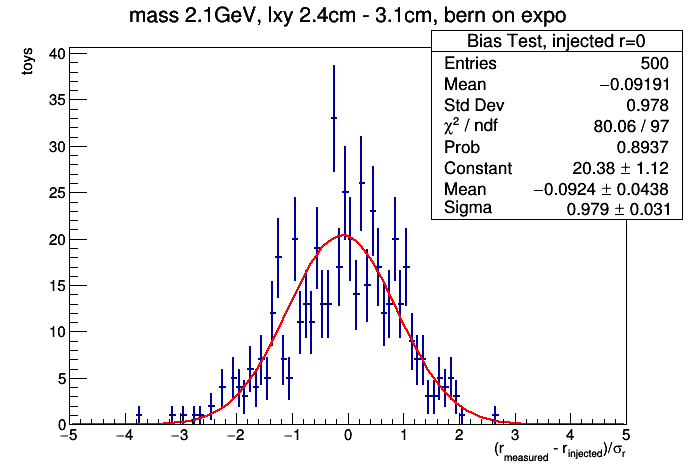 mass 2.1GeV, lxy 2.4cm - 3.1cm, bern on expo
Bias Test, injected r=0
Entries 500
Mean −0.09191
Std Dev 0.978
χ² / ndf 80.06 / 97
Prob 0.8937
Constant 20.38 ± 1.12
Mean −0.0924 ± 0.0438
Sigma 0.979 ± 0.031
toys
40
35
30
25
20
15
10
5
0
−5 −4 −3 −2 −1 0 1 2 3 4 5
(r_measured - r_injected)/σ_r